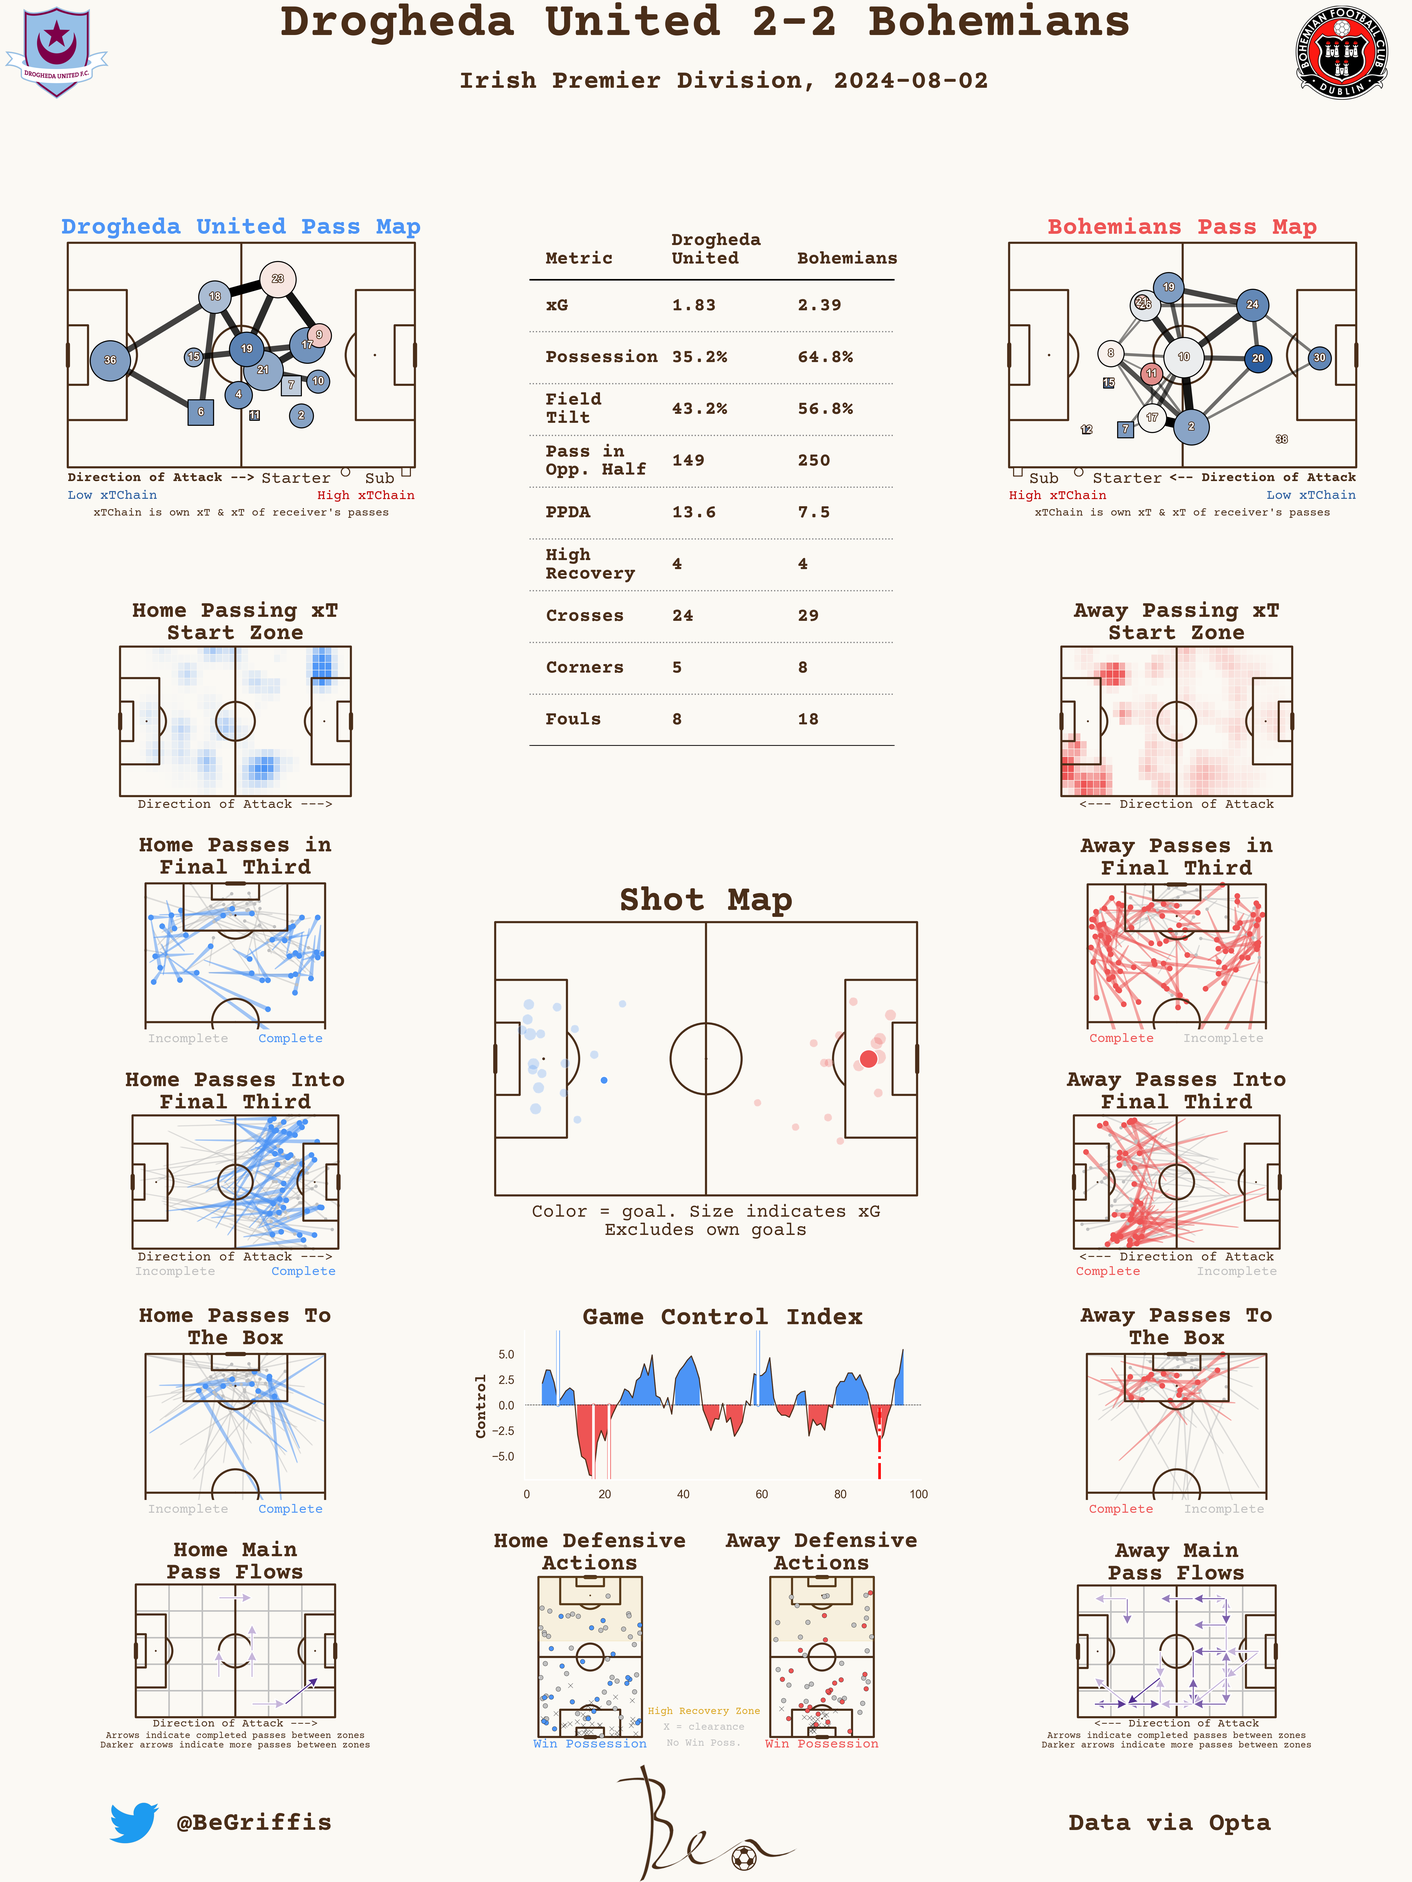 Drogheda United 2-2 Bohemians
Irish Premier Division, 2024-08-02
DROGHEDA UNITED F.C.
BOHEMIAN FOOTBALL CLUB
DUBLIN
Drogheda United Pass Map
36
18
23
9
15
19
17
21
7
10
4
6
11
2
Direction of Attack --> Starter Sub
Low xTChain High xTChain
xTChain is own xT & xT of receiver's passes
Metric Drogheda United Bohemians
xG 1.83 2.39
Possession 35.2% 64.8%
Field Tilt 43.2% 56.8%
Pass in Opp. Half 149 250
PPDA 13.6 7.5
High Recovery 4 4
Crosses 24 29
Corners 5 8
Fouls 8 18
Bohemians Pass Map
19
24
8
10
20
30
11
15
17
2
12
7
38
Sub Starter <-- Direction of Attack
High xTChain Low xTChain
xTChain is own xT & xT of receiver's passes
Home Passing xT
Start Zone
Direction of Attack --->
Away Passing xT
Start Zone
<--- Direction of Attack
Home Passes in
Final Third
Incomplete Complete
Away Passes in
Final Third
Complete Incomplete
Shot Map
Color = goal. Size indicates xG
Excludes own goals
Home Passes Into
Final Third
Direction of Attack --->
Incomplete Complete
Away Passes Into
Final Third
<--- Direction of Attack
Complete Incomplete
Home Passes To
The Box
Incomplete Complete
Game Control Index
Control
5.0
2.5
0.0
−2.5
−5.0
0 20 40 60 80 100
Away Passes To
The Box
Complete Incomplete
Home Main
Pass Flows
Direction of Attack --->
Arrows indicate completed passes between zones
Darker arrows indicate more passes between zones
Home Defensive
Actions
Win Possession
High Recovery Zone
X = clearance
No Win Poss.
Away Defensive
Actions
Win Possession
Away Main
Pass Flows
<--- Direction of Attack
Arrows indicate completed passes between zones
Darker arrows indicate more passes between zones
@BeGriffis
Ben
Data via Opta